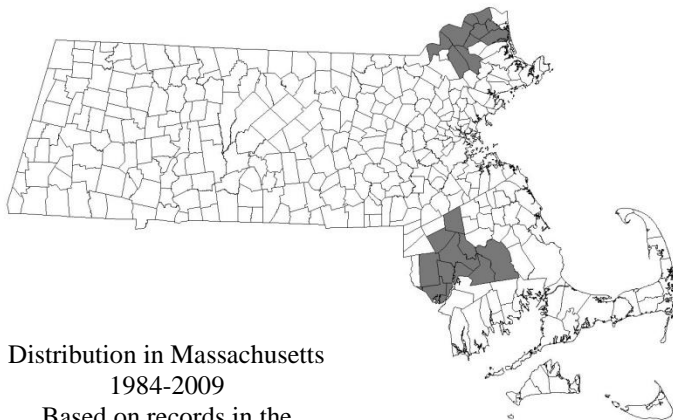 Distribution in Massachusetts
1984-2009
Based on records in the